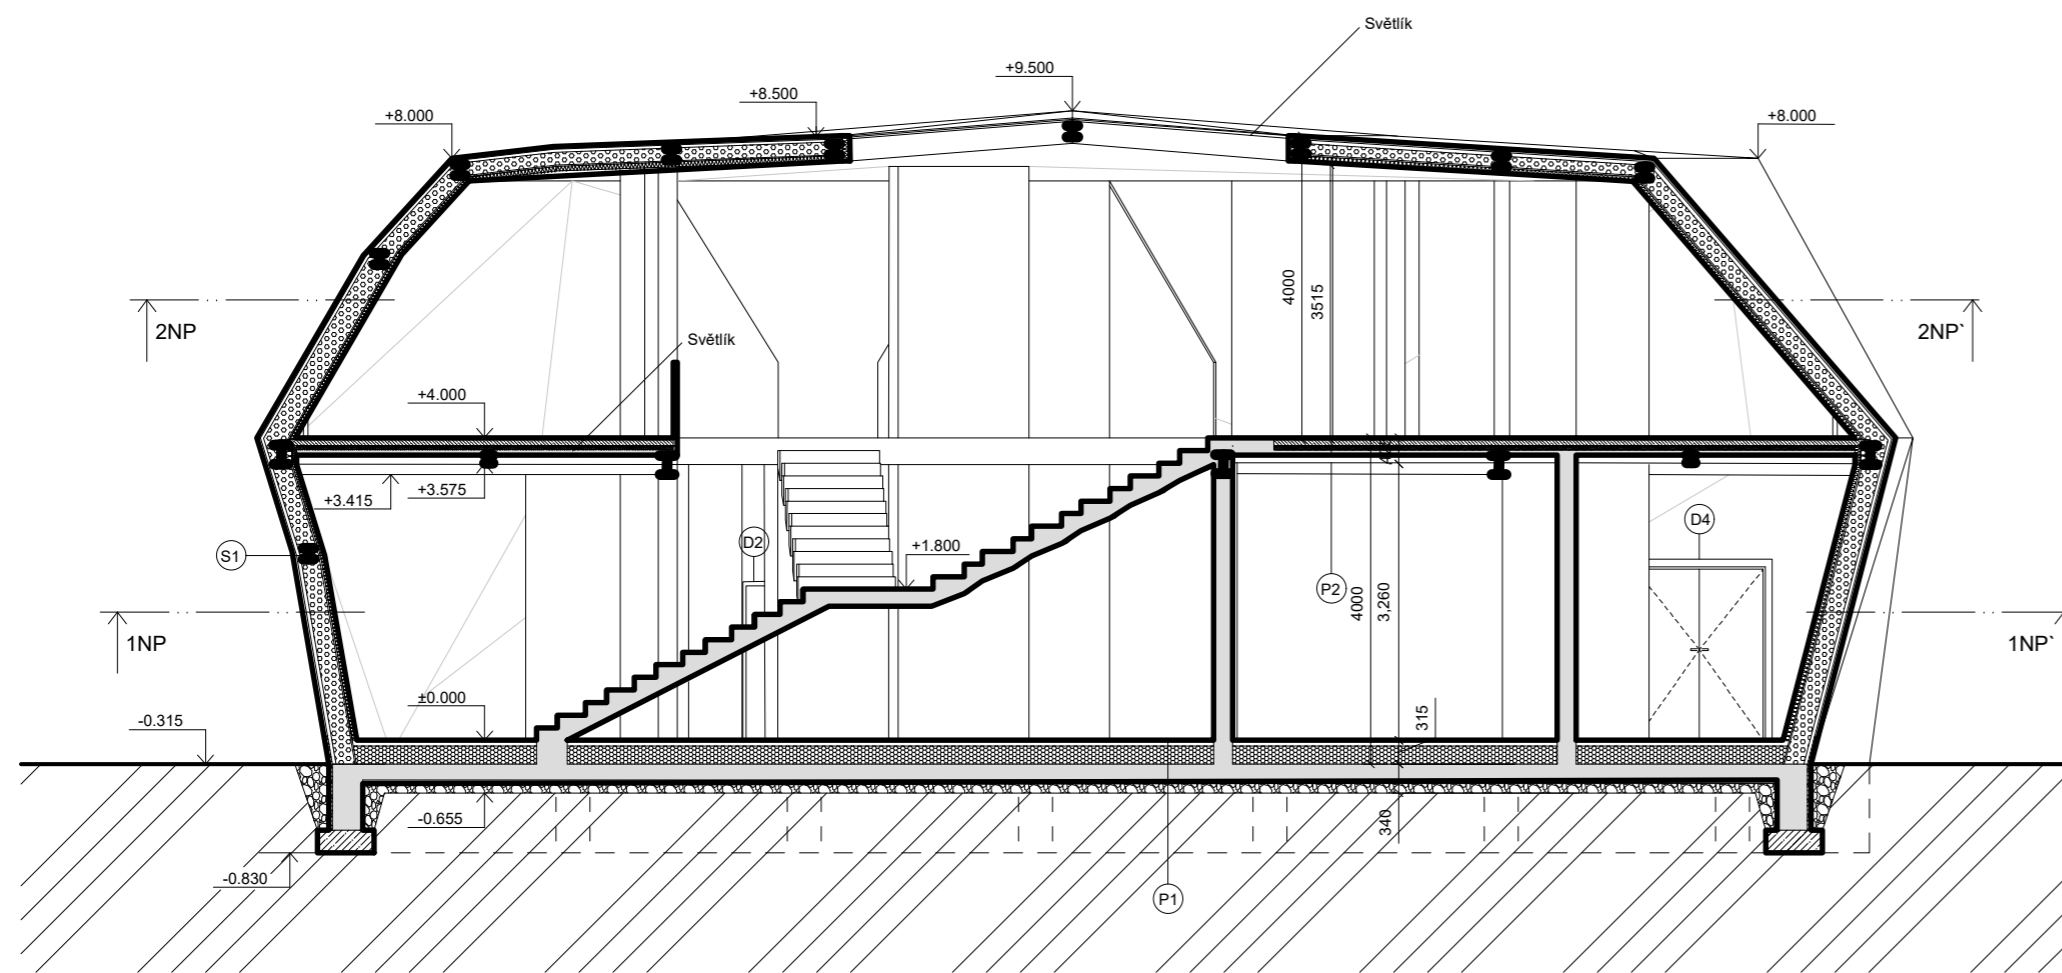 Světlík
+9.500
+8.500
+8.000
+8.000
4000
3515
2NP
2NP`
Světlík
+4.000
+3.415
+3.575
S1
D2
+1.800
D4
P2
4000
3,260
1NP
1NP`
±0.000
-0.315
315
-0.655
340
-0.830
P1